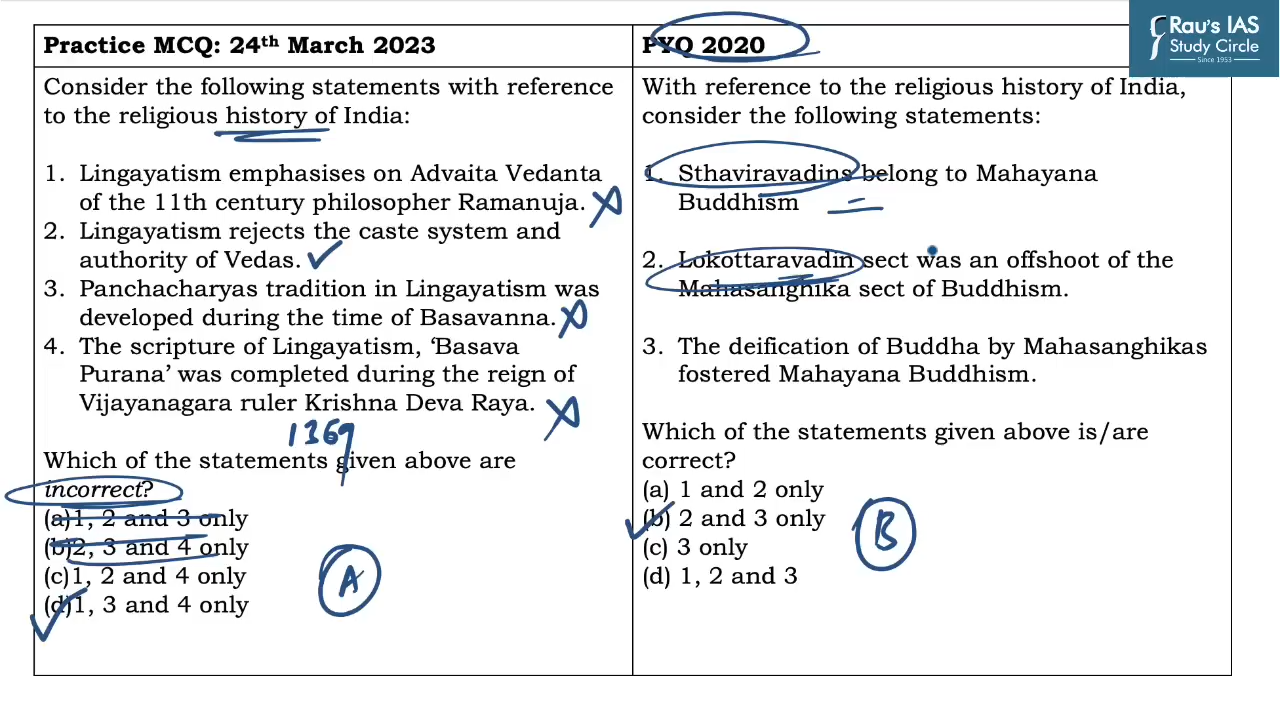 Rau's IAS
Study Circle
Since 1953
Practice MCQ: 24th March 2023
Consider the following statements with reference
to the religious history of India:
1. Lingayatism emphasises on Advaita Vedanta
of the 11th century philosopher Ramanuja.
2. Lingayatism rejects the caste system and
authority of Vedas.
3. Panchacharyas tradition in Lingayatism was
developed during the time of Basavanna.
4. The scripture of Lingayatism, ‘Basava
Purana’ was completed during the reign of
Vijayanagara ruler Krishna Deva Raya.
1369
Which of the statements given above are
incorrect?
(a)1, 2 and 3 only
(b)2, 3 and 4 only
(c)1, 2 and 4 only
(d)1, 3 and 4 only
A
PYQ 2020
With reference to the religious history of India,
consider the following statements:
1. Sthaviravadins belong to Mahayana
Buddhism
2. Lokottaravadin sect was an offshoot of the
Mahasanghika sect of Buddhism.
3. The deification of Buddha by Mahasanghikas
fostered Mahayana Buddhism.
Which of the statements given above is/are
correct?
(a) 1 and 2 only
(b) 2 and 3 only
(c) 3 only
(d) 1, 2 and 3
B